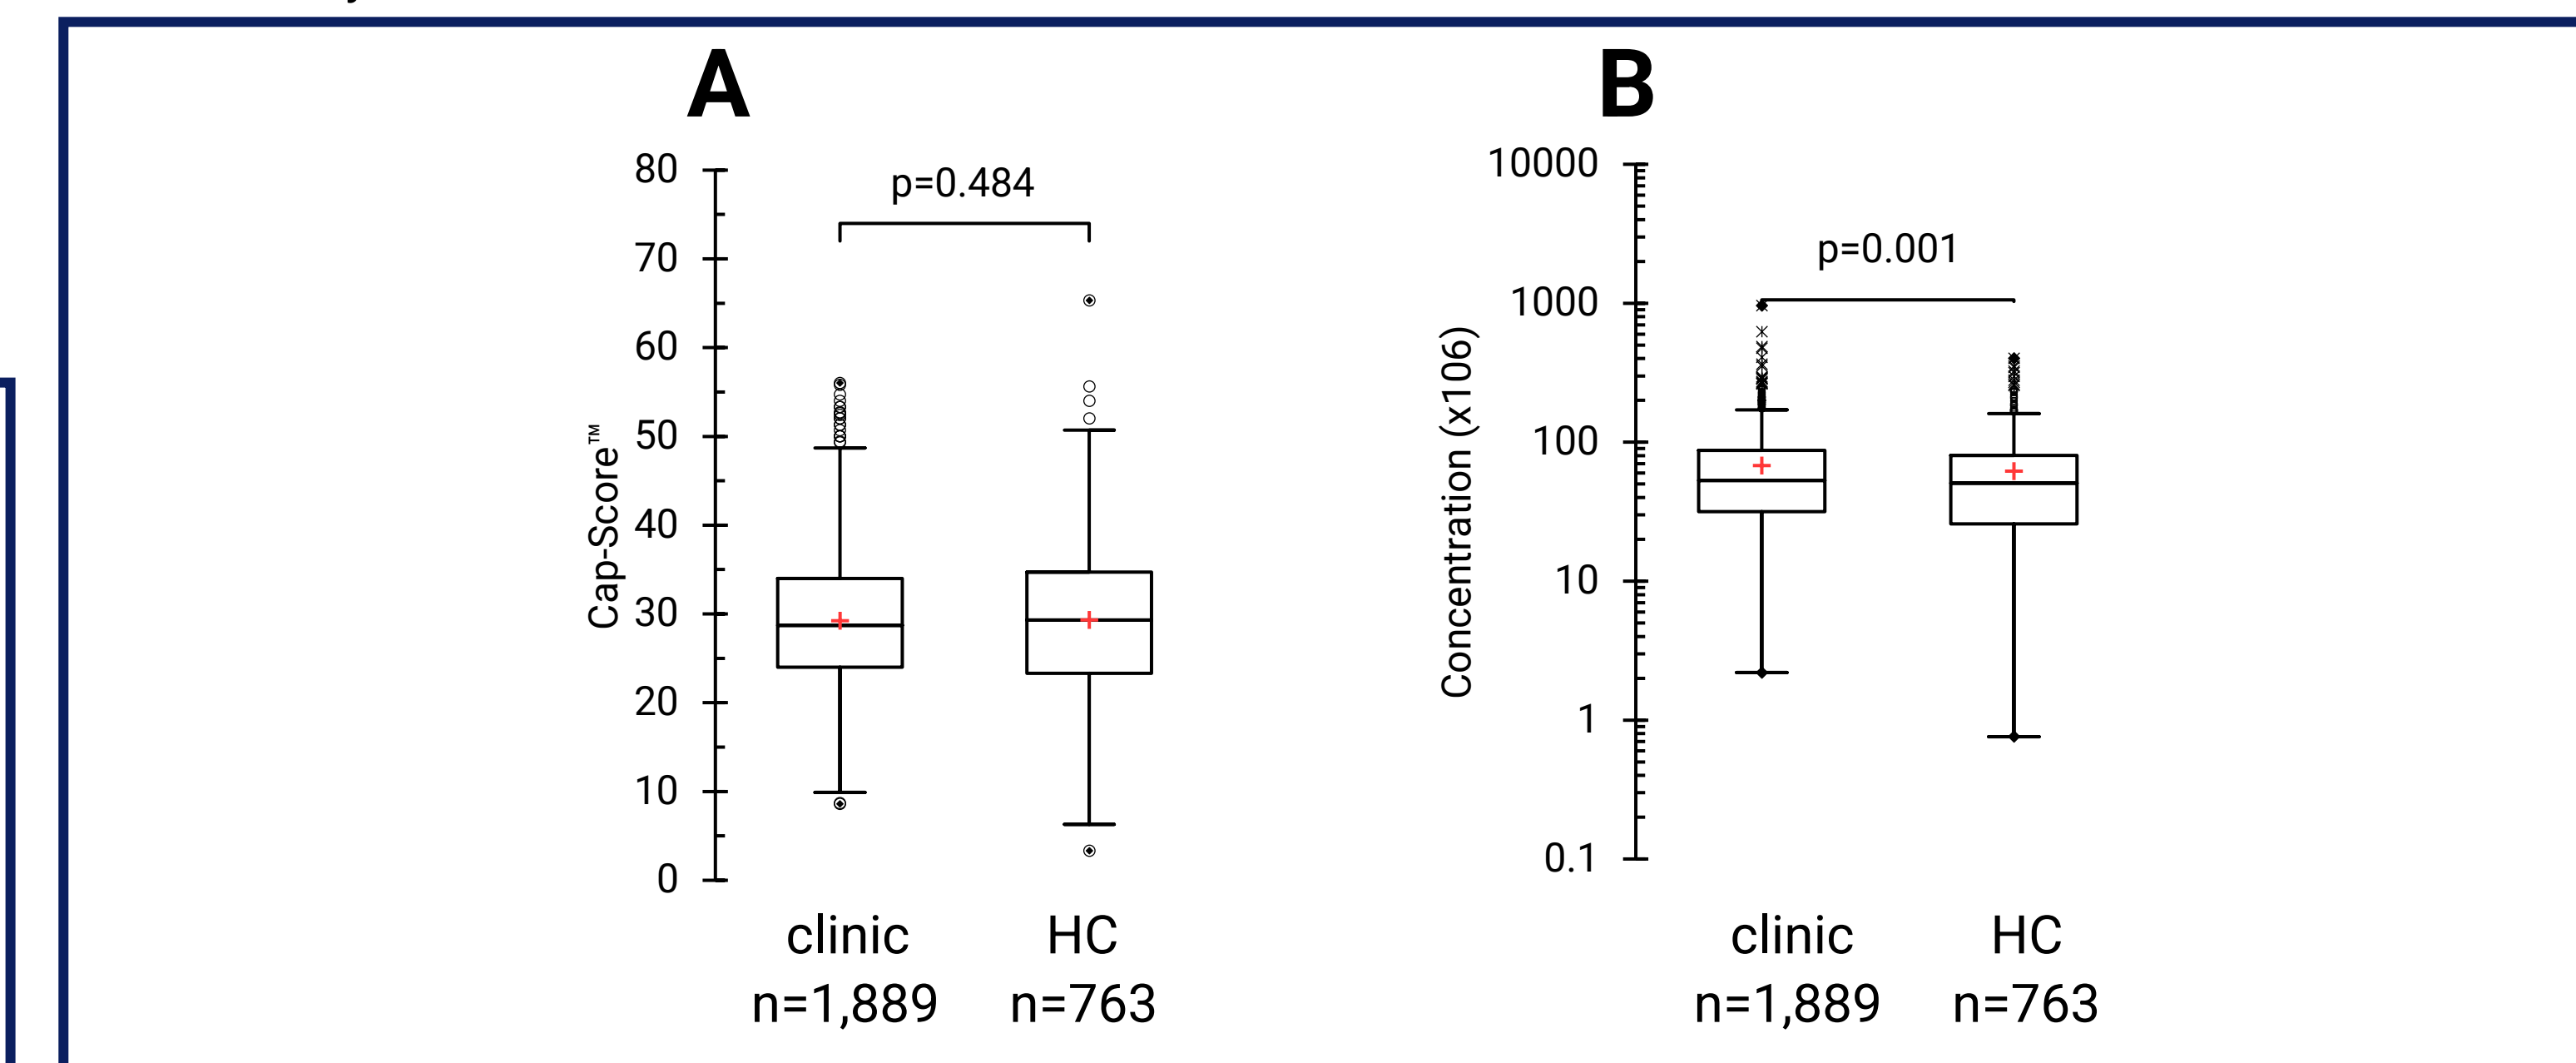 A
80
70
60
50
40
30
20
10
0
Cap-Score™
p=0.484
clinic
n=1,889
HC
n=763
B
10000
1000
100
10
1
0.1
Concentration (x106)
p=0.001
clinic
n=1,889
HC
n=763